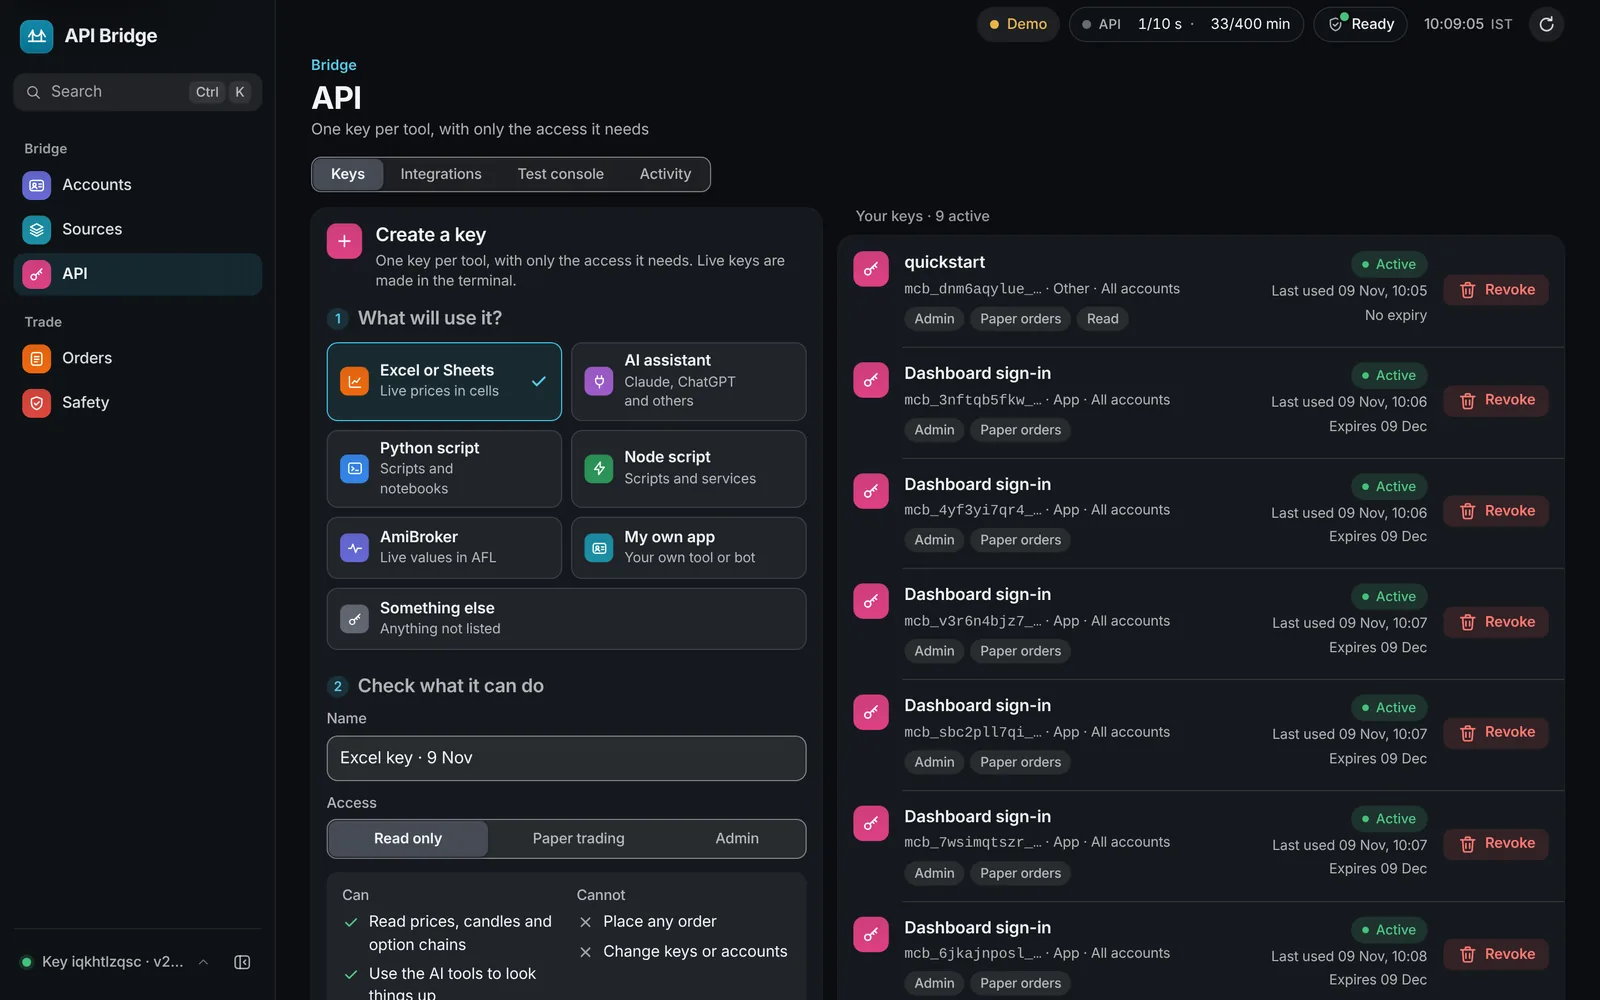 API Bridge
Search Ctrl K
Bridge
Accounts
Sources
API
Trade
Orders
Safety
Key iqkhtlzqsc · v2...
Demo
API 1/10 s · 33/400 min
Ready
10:09:05 IST
Bridge
API
One key per tool, with only the access it needs
Keys Integrations Test console Activity
Create a key
One key per tool, with only the access it needs. Live keys are
made in the terminal.
1 What will use it?
Excel or Sheets
Live prices in cells
AI assistant
Claude, ChatGPT
and others
Python script
Scripts and
notebooks
Node script
Scripts and services
AmiBroker
Live values in AFL
My own app
Your own tool or bot
Something else
Anything not listed
2 Check what it can do
Name
Excel key · 9 Nov
Access
Read only Paper trading Admin
Can
Read prices, candles and
option chains
Use the AI tools to look
things up
Cannot
Place any order
Change keys or accounts
Your keys · 9 active
quickstart
mcb_dnm6aqylue_… · Other · All accounts
Admin Paper orders Read
Active
Last used 09 Nov, 10:05
No expiry
Revoke
Dashboard sign-in
mcb_3nftqb5fkw_… · App · All accounts
Admin Paper orders
Active
Last used 09 Nov, 10:06
Expires 09 Dec
Revoke
Dashboard sign-in
mcb_4yf3yi7qr4_… · App · All accounts
Admin Paper orders
Active
Last used 09 Nov, 10:06
Expires 09 Dec
Revoke
Dashboard sign-in
mcb_v3r6n4bjz7_… · App · All accounts
Admin Paper orders
Active
Last used 09 Nov, 10:07
Expires 09 Dec
Revoke
Dashboard sign-in
mcb_sbc2pll7qi_… · App · All accounts
Admin Paper orders
Active
Last used 09 Nov, 10:07
Expires 09 Dec
Revoke
Dashboard sign-in
mcb_7wsimqtszr_… · App · All accounts
Admin Paper orders
Active
Last used 09 Nov, 10:07
Expires 09 Dec
Revoke
Dashboard sign-in
mcb_6jkajnposl_… · App · All accounts
Admin Paper orders
Active
Last used 09 Nov, 10:08
Expires 09 Dec
Revoke